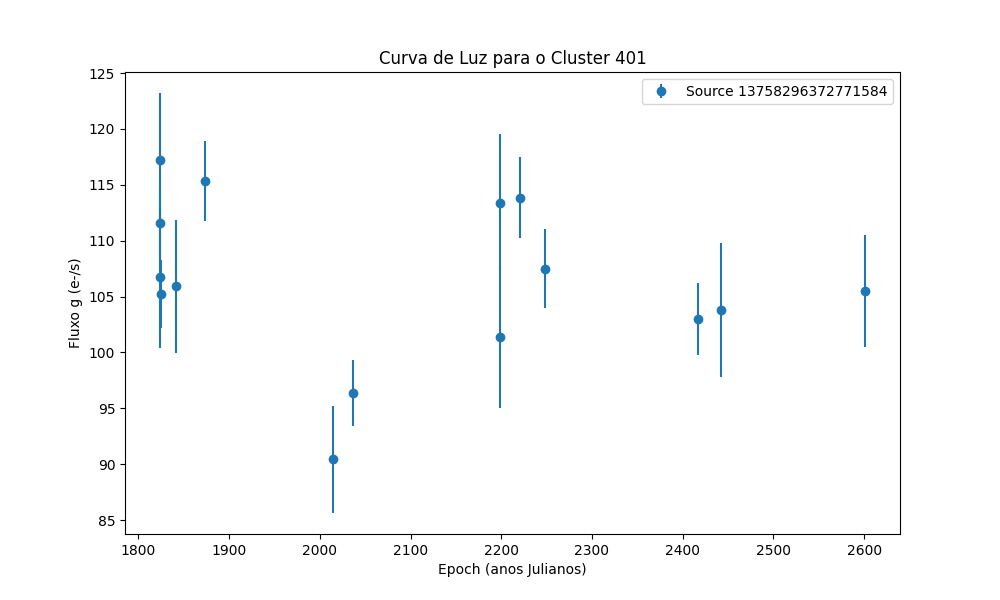 Curva de Luz para o Cluster 401
Source 13758296372771584
Fluxo g (e-/s)
125
120
115
110
105
100
95
90
85
1800 1900 2000 2100 2200 2300 2400 2500 2600
Epoch (anos Julianos)